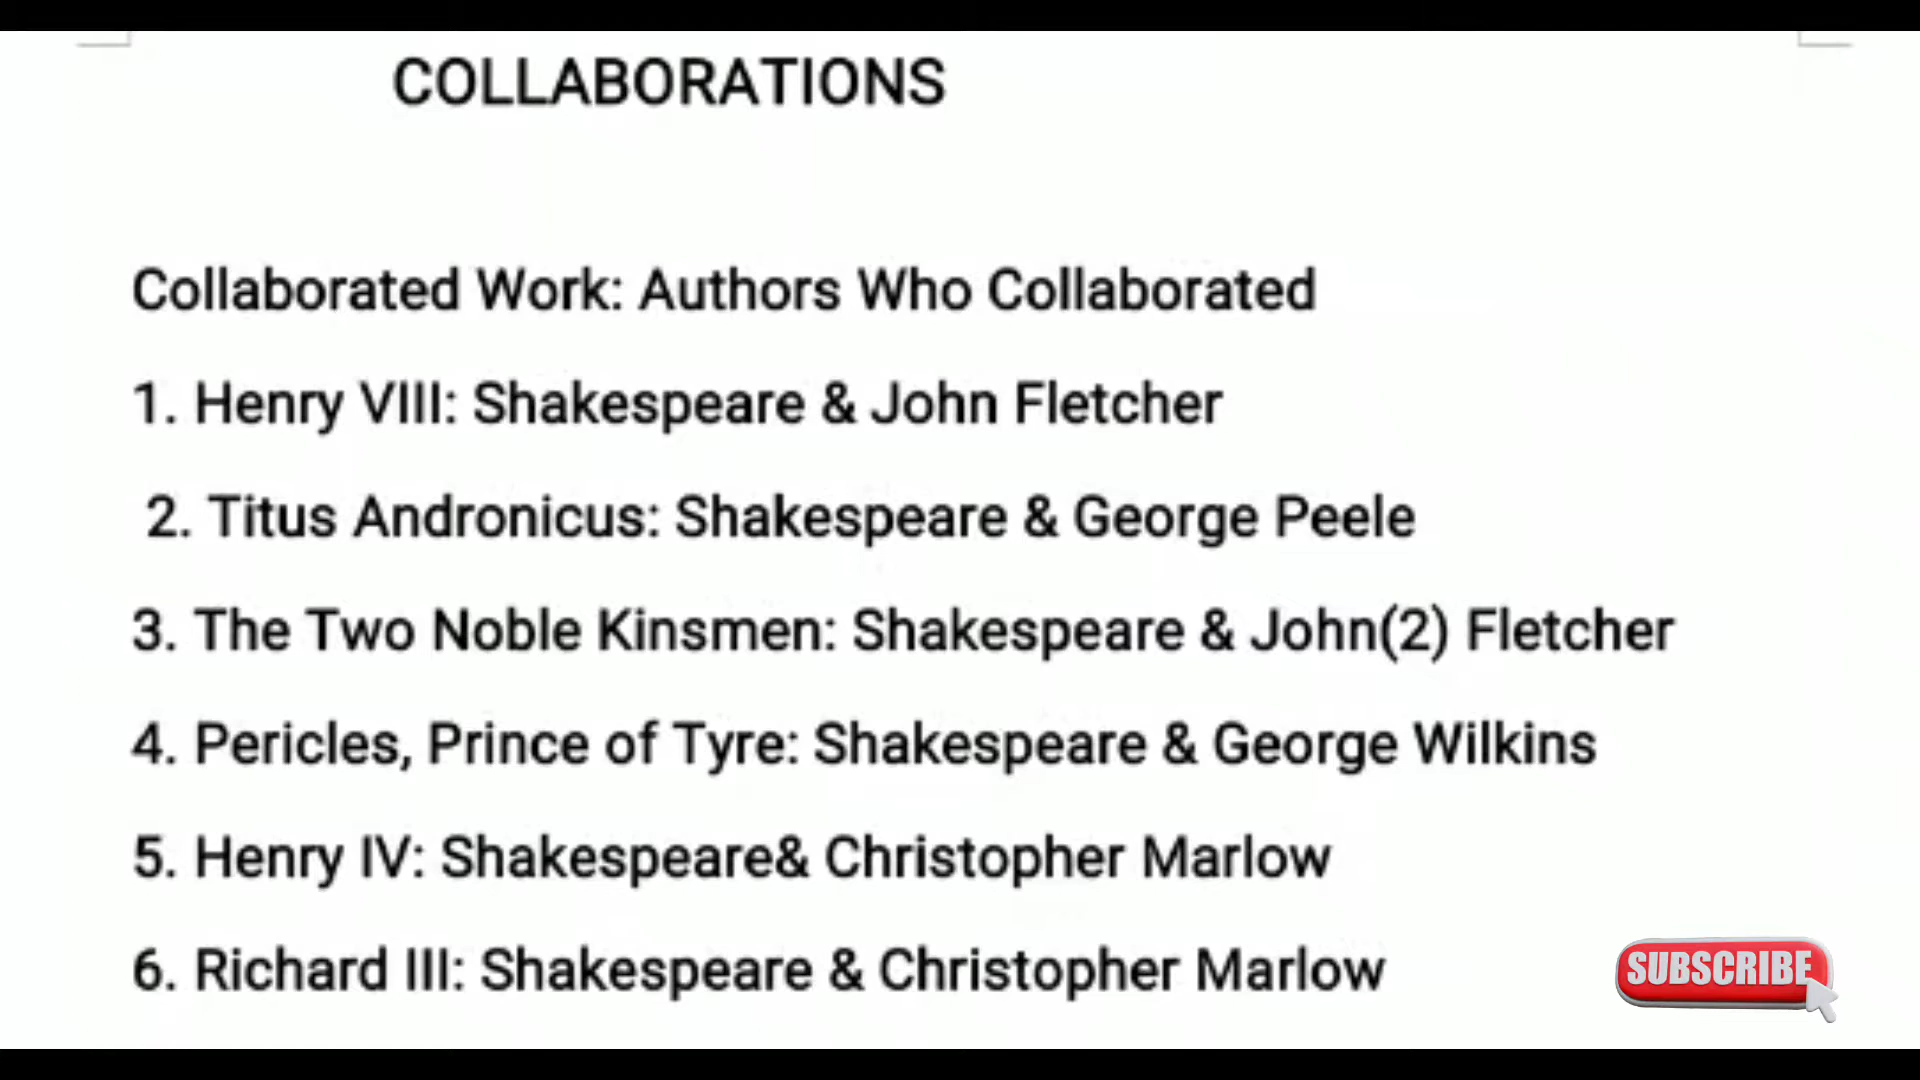 COLLABORATIONS
Collaborated Work: Authors Who Collaborated
1. Henry VIII: Shakespeare & John Fletcher
2. Titus Andronicus: Shakespeare & George Peele
3. The Two Noble Kinsmen: Shakespeare & John(2) Fletcher
4. Pericles, Prince of Tyre: Shakespeare & George Wilkins
5. Henry IV: Shakespeare& Christopher Marlow
6. Richard III: Shakespeare & Christopher Marlow
SUBSCRIBE